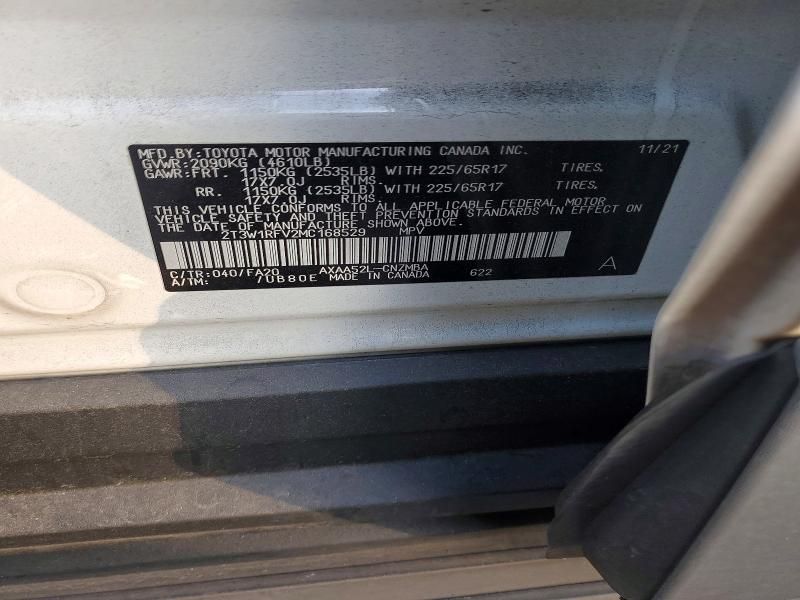 MFD.BY:TOYOTA MOTOR MANUFACTURING CANADA INC. 11/21
GVWR:2090KG (4610LB)
GAWR:FRT. 1150KG (2535LB) WITH 225/65R17 TIRES.
17X7.0J RIMS.
RR. 1150KG (2535LB) WITH 225/65R17 TIRES.
17X7.0J RIMS.
THIS VEHICLE CONFORMS TO ALL APPLICABLE FEDERAL MOTOR
VEHICLE SAFETY AND THEFT PREVENTION STANDARDS IN EFFECT ON
THE DATE OF MANUFACTURE SHOWN ABOVE.
2T3W1RFV2MC168529 MPV
C/TR:040/FA20 AXAA52L-CNZMBA 622 A
A/TM: /UB80E MADE IN CANADA